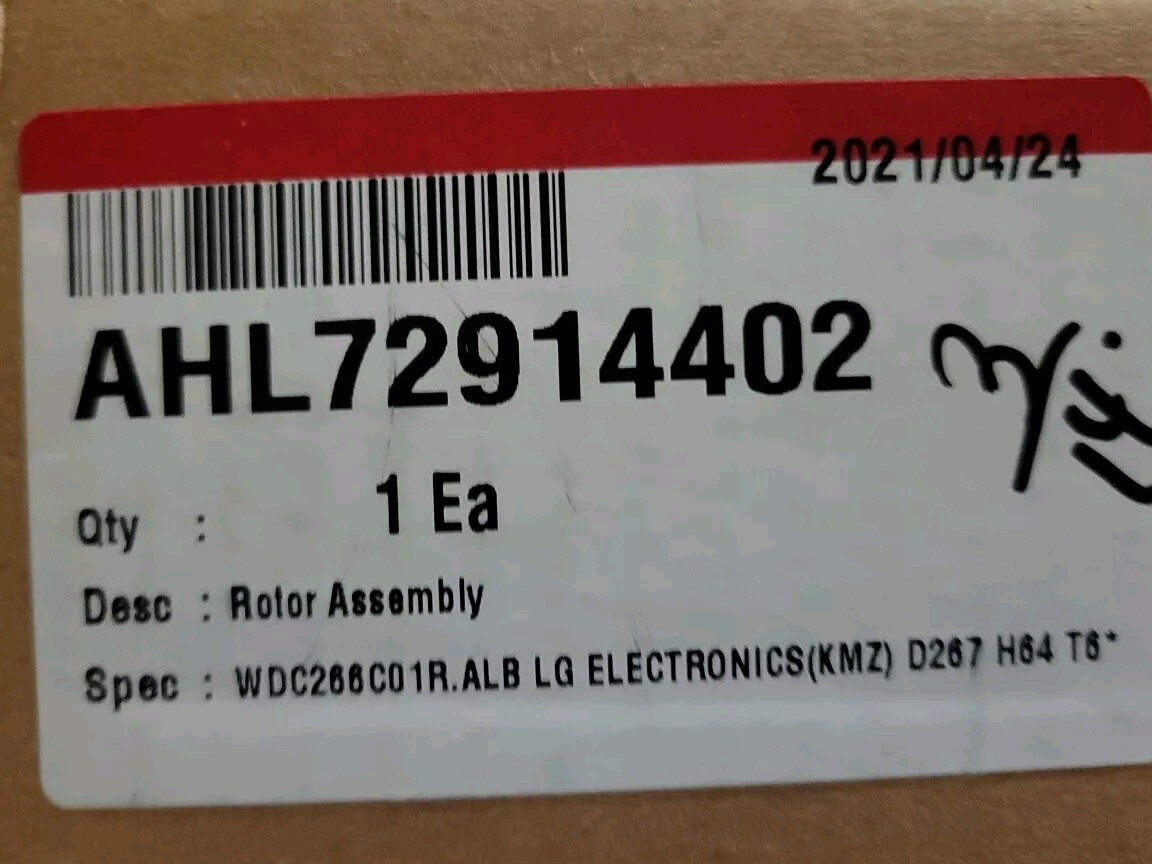 2021/04/24
AHL72914402
Qty : 1 Ea
Desc : Rotor Assembly
Spec : WDC266C01R.ALB LG ELECTRONICS(KMZ) D267 H64 T6*